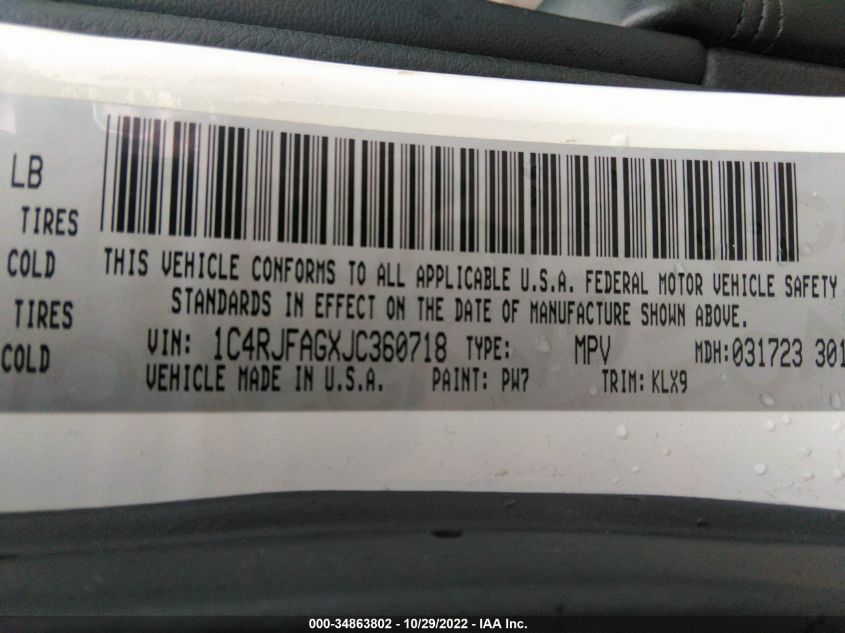 LB
TIRES
COLD
TIRES
COLD
THIS VEHICLE CONFORMS TO ALL APPLICABLE U.S.A. FEDERAL MOTOR VEHICLE SAFETY
STANDARDS IN EFFECT ON THE DATE OF MANUFACTURE SHOWN ABOVE.
VIN: 1C4RJFAGXJC360718 TYPE: MPV MDH:031723 301
VEHICLE MADE IN U.S.A. PAINT: PW7 TRIM:KLX9
000-34863802 - 10/29/2022 - IAA Inc.